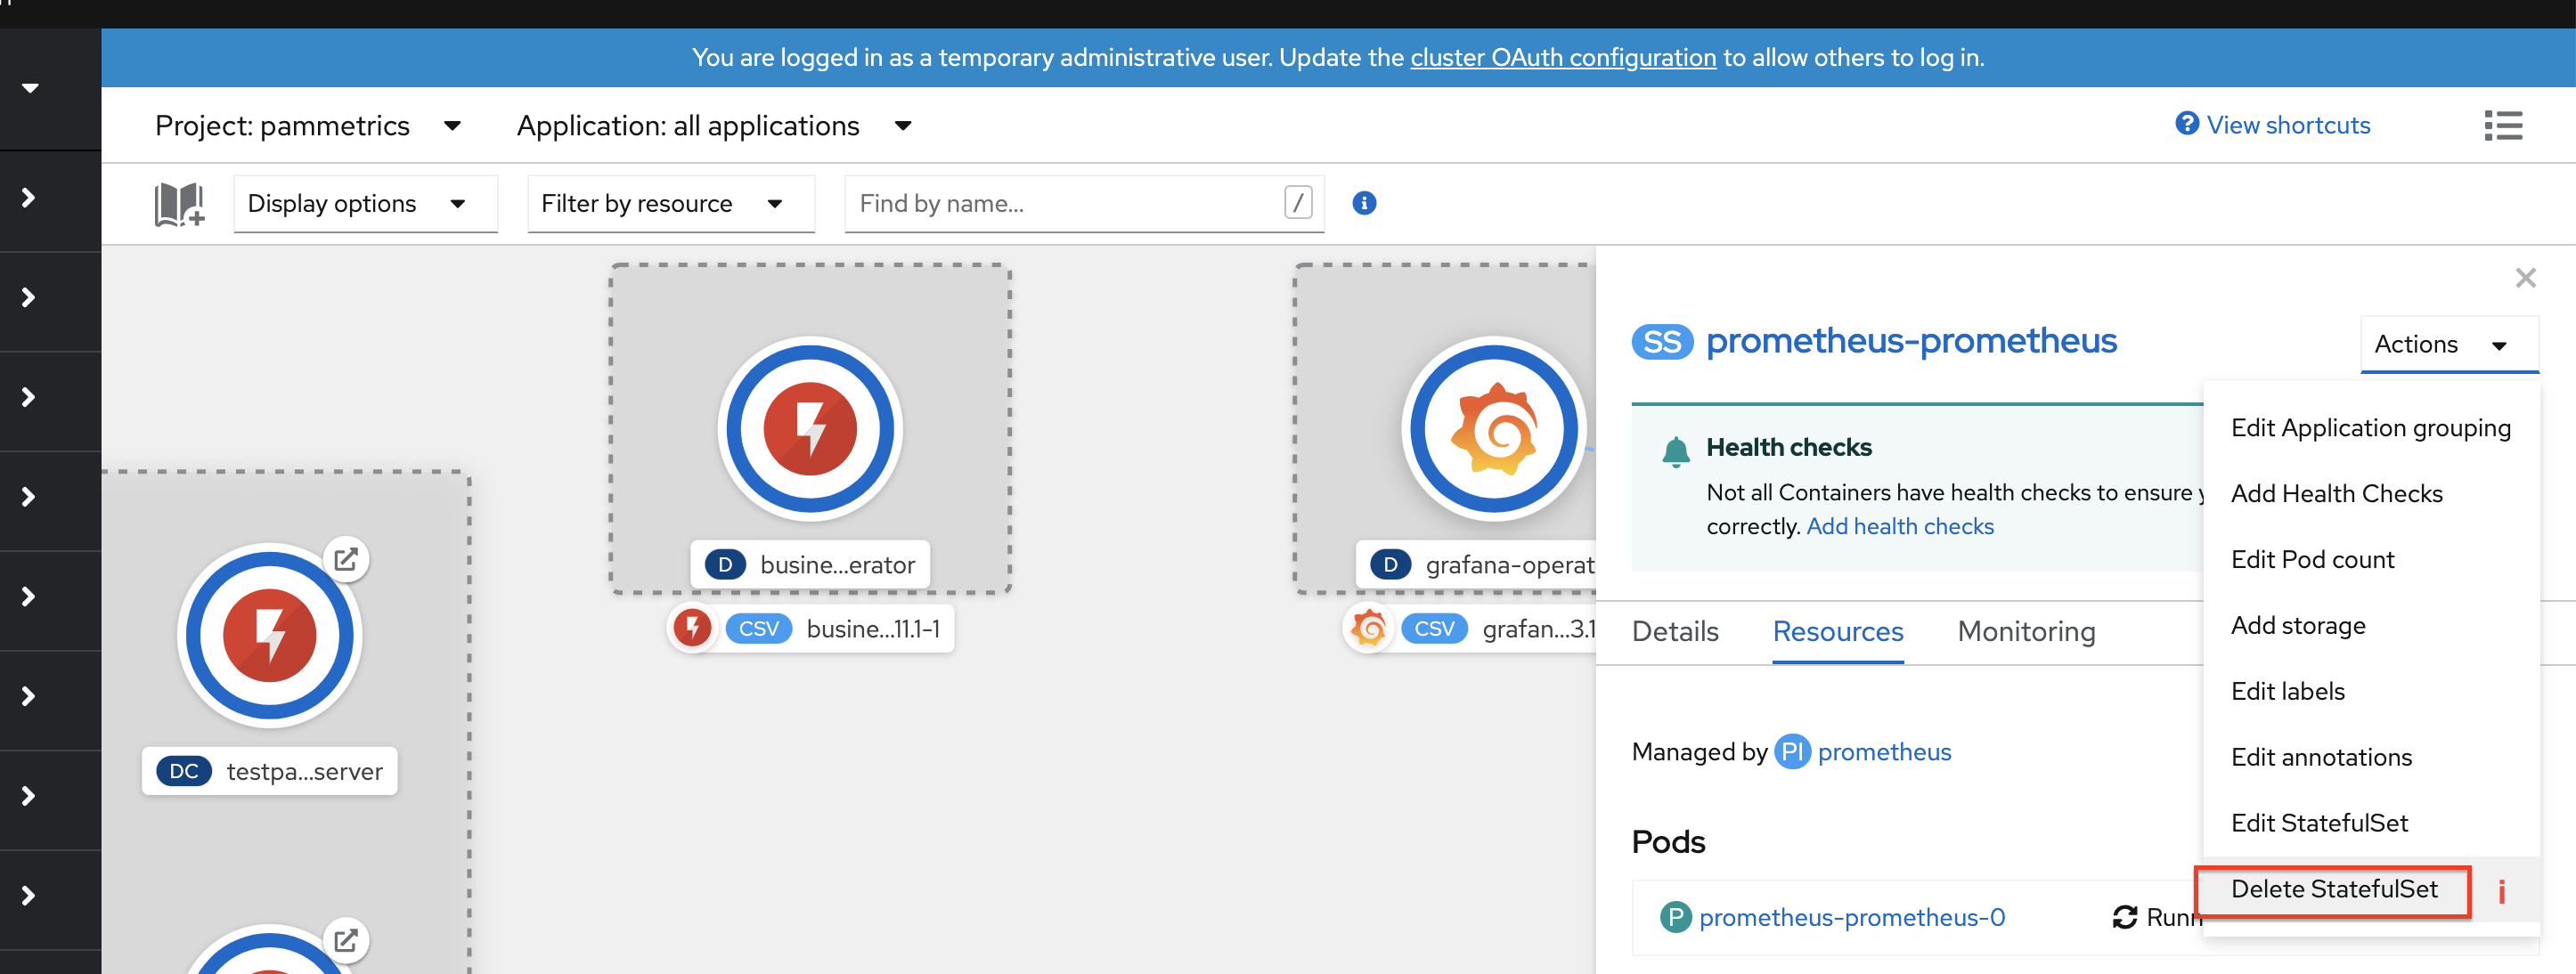 You are logged in as a temporary administrative user. Update the cluster OAuth configuration to allow others to log in.
Project: pammetrics
Application: all applications
View shortcuts
Display options
Filter by resource
Find by name...
/
SS prometheus-prometheus
Actions
Health checks
Not all Containers have health checks to ensure y
correctly. Add health checks
Edit Application grouping
Add Health Checks
Edit Pod count
Add storage
Edit labels
Edit annotations
Edit StatefulSet
Delete StatefulSet
i
D busine...erator
CSV busine...11.1-1
D grafana-operat
CSV grafan...3.1
DC testpa...server
Details
Resources
Monitoring
Managed by PI prometheus
Pods
P prometheus-prometheus-0
Runn